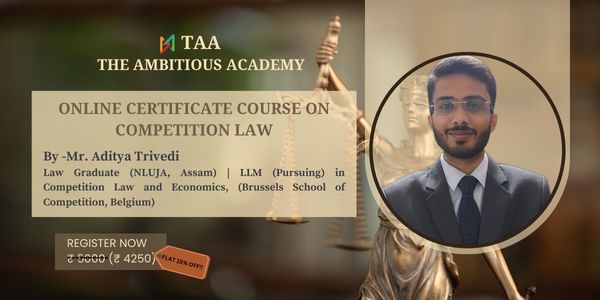 TAA
THE AMBITIOUS ACADEMY
ONLINE CERTIFICATE COURSE ON
COMPETITION LAW
By -Mr. Aditya Trivedi
Law Graduate (NLUJA, Assam) | LLM (Pursuing) in
Competition Law and Economics, (Brussels School of
Competition, Belgium)
REGISTER NOW
₹ 5000 (₹ 4250)
FLAT 15% OFF!!